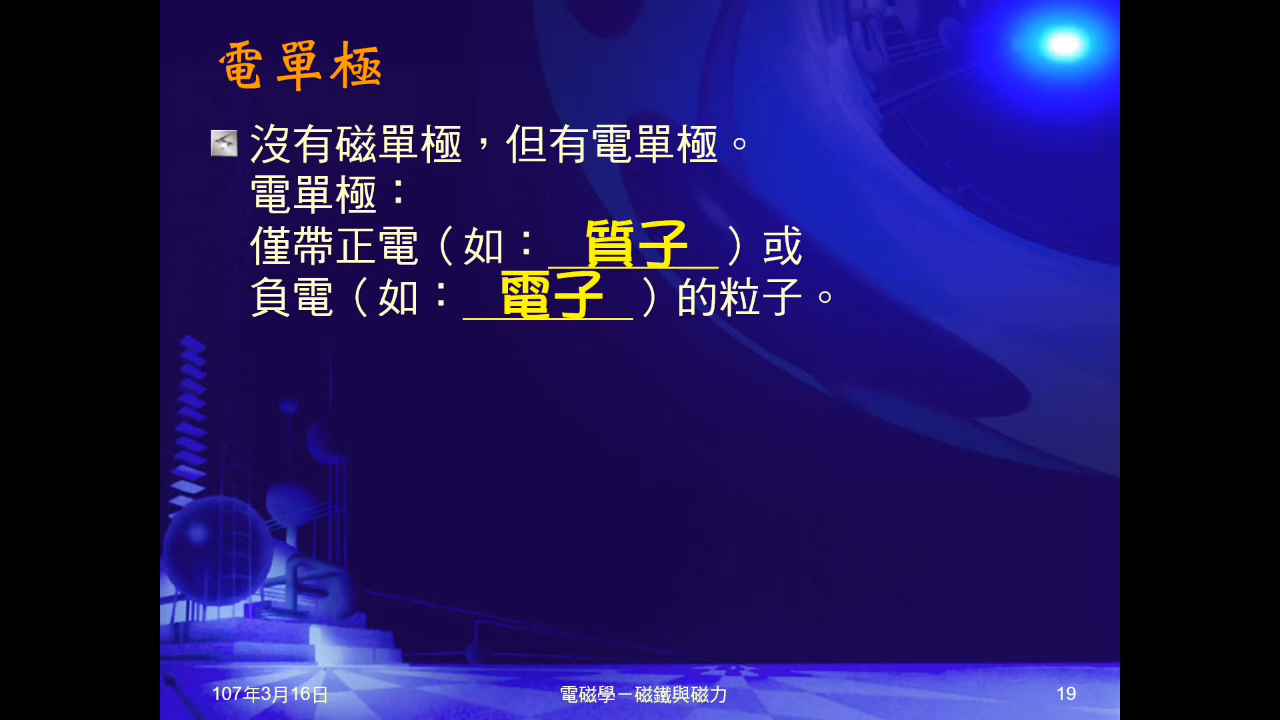 電單極
沒有磁單極，但有電單極。
電單極：
僅帶正電（如：質子）或
負電（如：電子）的粒子。
107年3月16日
電磁學－磁鐵與磁力
19